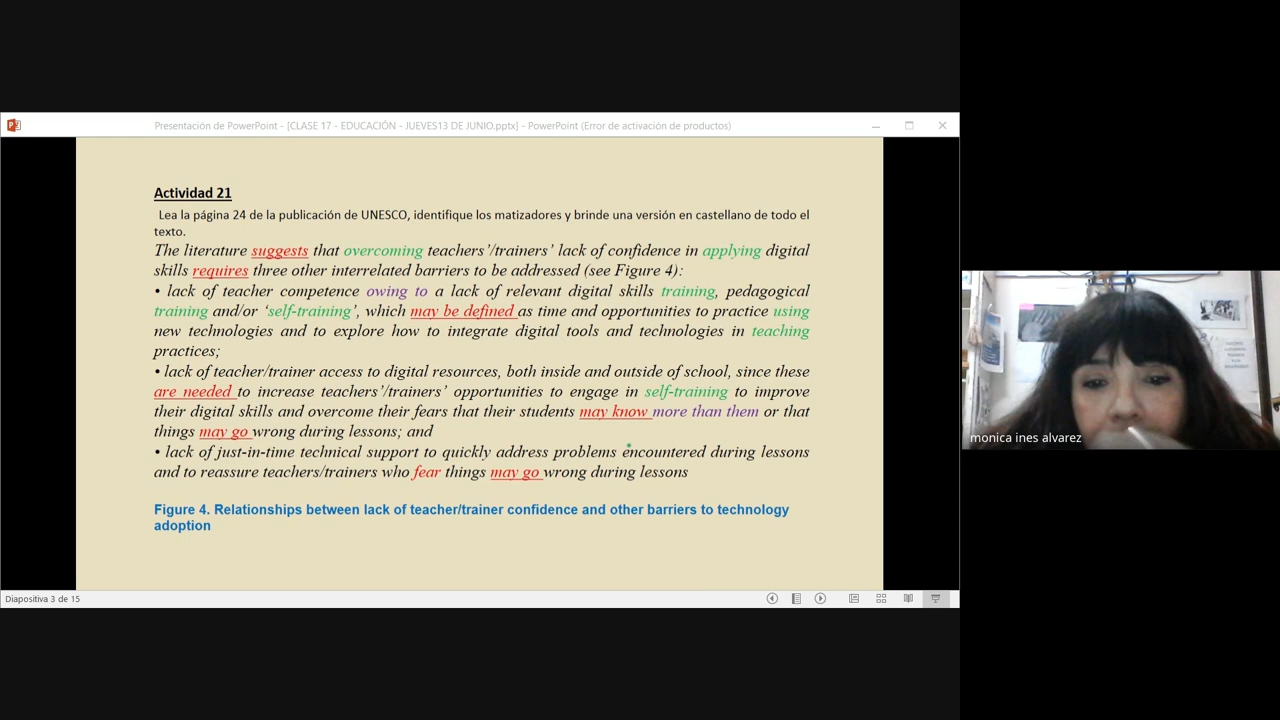 Presentación de PowerPoint - [CLASE 17 - EDUCACIÓN - JUEVES13 DE JUNIO.pptx] - PowerPoint (Error de activación de productos)
Actividad 21
Lea la página 24 de la publicación de UNESCO, identifique los matizadores y brinde una versión en castellano de todo el
texto.
The literature suggests that overcoming teachers’/trainers’ lack of confidence in applying digital
skills requires three other interrelated barriers to be addressed (see Figure 4):
• lack of teacher competence owing to a lack of relevant digital skills training, pedagogical
training and/or ‘self-training’, which may be defined as time and opportunities to practice using
new technologies and to explore how to integrate digital tools and technologies in teaching
practices;
• lack of teacher/trainer access to digital resources, both inside and outside of school, since these
are needed to increase teachers’/trainers’ opportunities to engage in self-training to improve
their digital skills and overcome their fears that their students may know more than them or that
things may go wrong during lessons; and
• lack of just-in-time technical support to quickly address problems encountered during lessons
and to reassure teachers/trainers who fear things may go wrong during lessons
Figure 4. Relationships between lack of teacher/trainer confidence and other barriers to technology
adoption
Diapositiva 3 de 15
monica ines alvarez